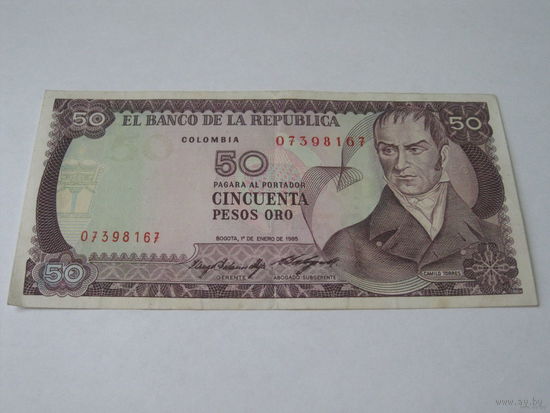 50 50
EL BANCO DE LA REPUBLICA
COLOMBIA 07398167
50
PAGARA AL PORTADOR
CINCUENTA
PESOS ORO
07398167
BOGOTA, 1º DE ENERO DE 1985
50
GERENTE ABOGADO SUBGERENTE
CAMILO TORRES
www.ay.by